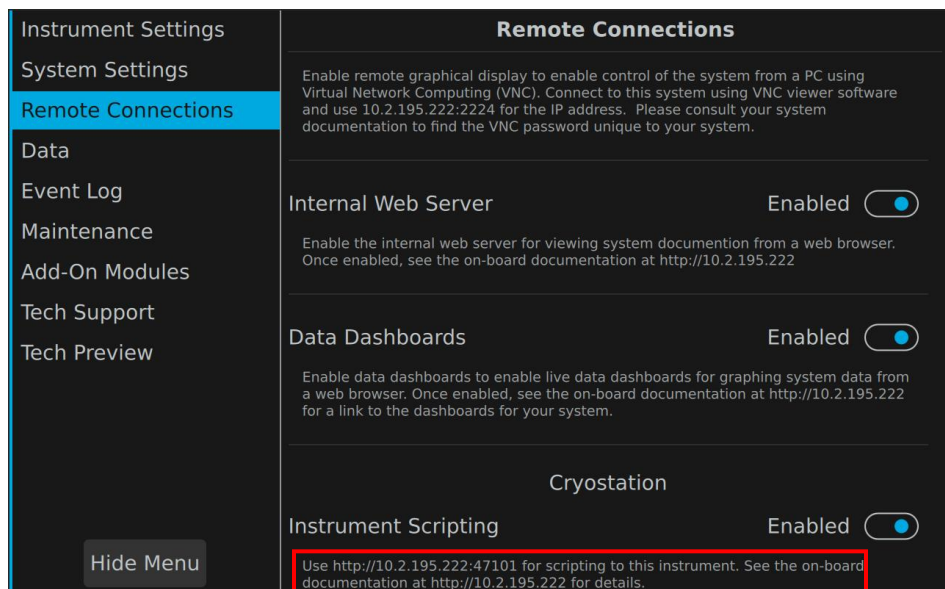 Instrument Settings
System Settings
Remote Connections
Data
Event Log
Maintenance
Add-On Modules
Tech Support
Tech Preview
Hide Menu
Remote Connections
Enable remote graphical display to enable control of the system from a PC using
Virtual Network Computing (VNC). Connect to this system using VNC viewer software
and use 10.2.195.222:2224 for the IP address.  Please consult your system
documentation to find the VNC password unique to your system.
Internal Web Server Enabled
Enable the internal web server for viewing system documention from a web browser.
Once enabled, see the on-board documentation at http://10.2.195.222
Data Dashboards Enabled
Enable data dashboards to enable live data dashboards for graphing system data from
a web browser. Once enabled, see the on-board documentation at http://10.2.195.222
for a link to the dashboards for your system.
Cryostation
Instrument Scripting Enabled
Use http://10.2.195.222:47101 for scripting to this instrument. See the on-board
documentation at http://10.2.195.222 for details.